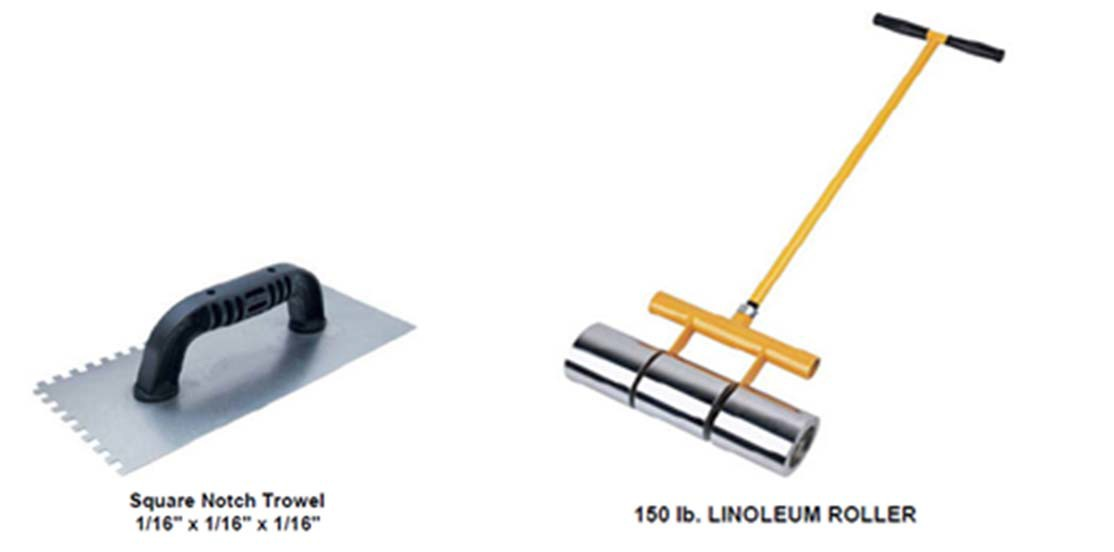 Square Notch Trowel
1/16" x 1/16" x 1/16"
150 lb. LINOLEUM ROLLER